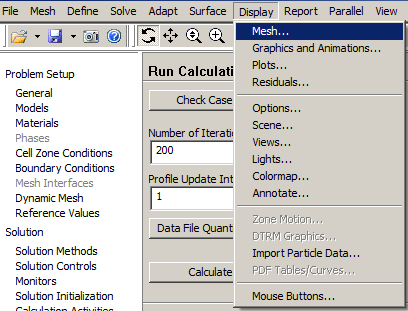 File Mesh Define Solve Adapt Surface Display Report Parallel View
Problem Setup
General
Models
Materials
Phases
Cell Zone Conditions
Boundary Conditions
Mesh Interfaces
Dynamic Mesh
Reference Values
Solution
Solution Methods
Solution Controls
Monitors
Solution Initialization
Calculation Activities
Run Calculati
Check Case
Number of Iteratio
200
Profile Update Int
1
Data File Quant
Calculate
Mesh...
Graphics and Animations...
Plots...
Residuals...
Options...
Scene...
Views...
Lights...
Colormap...
Annotate...
Zone Motion...
DTRM Graphics...
Import Particle Data...
PDF Tables/Curves...
Mouse Buttons...